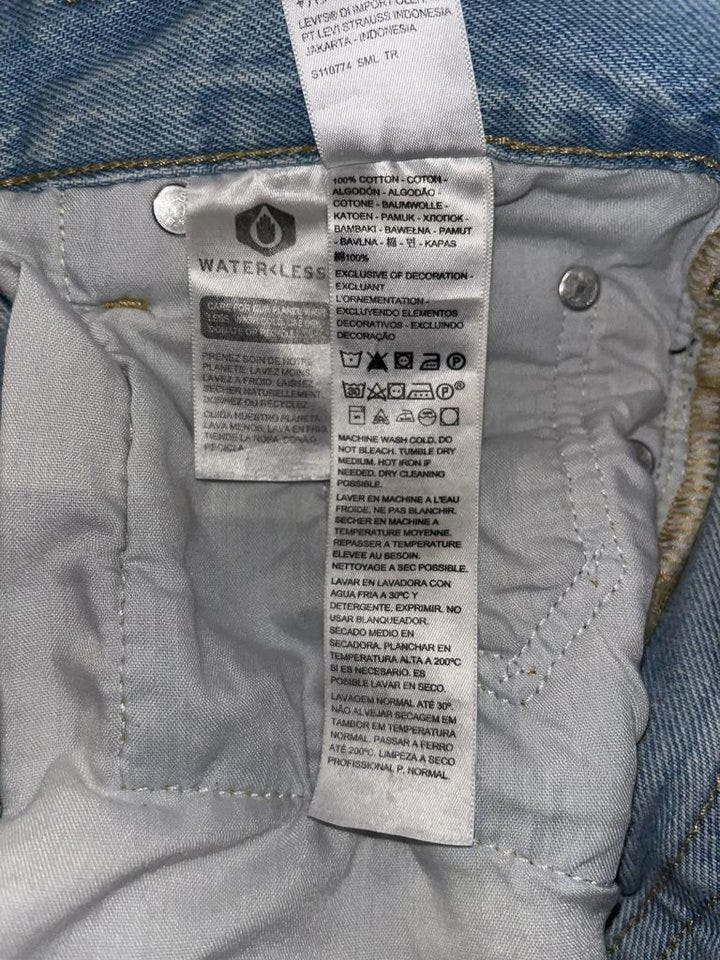 LEVI'S® DI IMPOR OLEH
PT LEVI STRAUSS INDONESIA
JAKARTA - INDONESIA
S110774 SML TR
WATER<LESS
LESS
PRENEZ SOIN DE NOTRE
PLANETE, LAVEZ MOINS,
LAVEZ A FROID, LAISSEZ
SECHER NATURELLEMENT
DONNEZ OU RECYCLEZ
CUIDA NUESTRO PLANETA
LAVA MENOS, LAVA EN FRIO
TIENDE LA ROPA, DONA O
RECICLA
100% COTTON - COTON -
ALGODÓN - ALGODÃO -
COTONE - BAUMWOLLE -
KATOEN - PAMUK - ХЛОПОК -
BAMBAKI - BAWEŁNA - PAMUT
- BAVLNA - 棉 - 면 - KAPAS
綿100%
EXCLUSIVE OF DECORATION -
EXCLUANT
L'ORNEMENTATION -
EXCLUYENDO ELEMENTOS
DECORATIVOS - EXCLUINDO
DECORAÇÃO
P
30 P
MACHINE WASH COLD. DO
NOT BLEACH. TUMBLE DRY
MEDIUM. HOT IRON IF
NEEDED. DRY CLEANING
POSSIBLE.
LAVER EN MACHINE A L'EAU
FROIDE. NE PAS BLANCHIR.
SECHER EN MACHINE A
TEMPERATURE MOYENNE.
REPASSER A TEMPERATURE
ELEVEE AU BESOIN.
NETTOYAGE A SEC POSSIBLE.
LAVAR EN LAVADORA CON
AGUA FRIA A 30ºC Y
DETERGENTE. EXPRIMIR. NO
USAR BLANQUEADOR.
SECADO MEDIO EN
SECADORA. PLANCHAR EN
TEMPERATURA ALTA A 200ºC
SI ES NECESARIO. ES
POSIBLE LAVAR EN SECO.
LAVAGEM NORMAL ATÉ 30º.
NÃO ALVEJAR SECAGEM EM
TAMBOR EM TEMPERATURA
NORMAL. PASSAR A FERRO
ATÉ 200ºC. LIMPEZA A SECO
PROFISSIONAL P. NORMAL